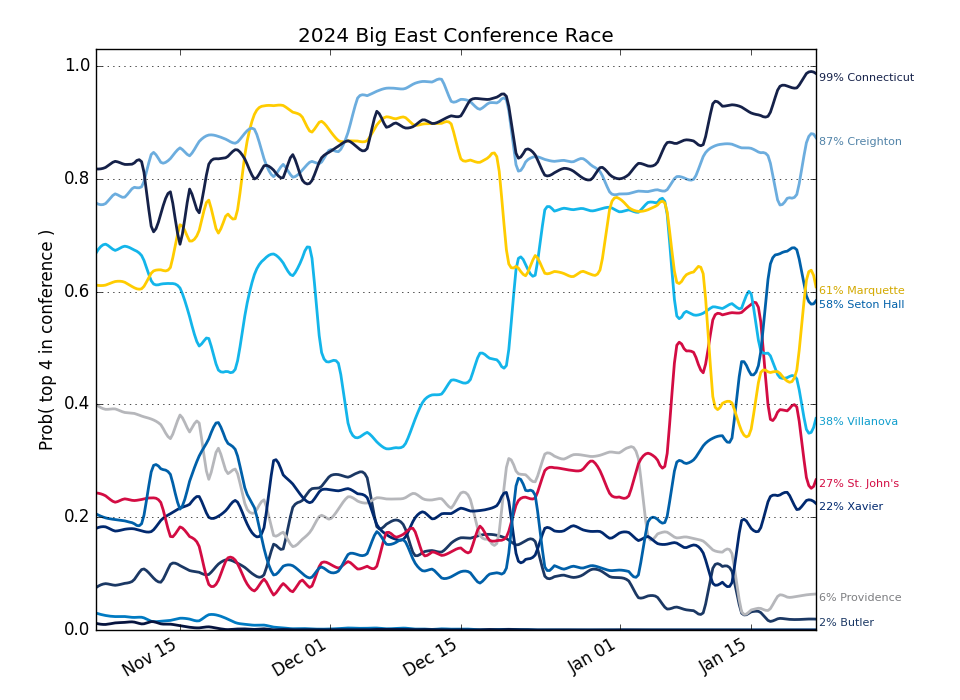 2024 Big East Conference Race
1.0
0.8
0.6
0.4
0.2
0.0
Prob( top 4 in conference )
99% Connecticut
87% Creighton
61% Marquette
58% Seton Hall
38% Villanova
27% St. John's
22% Xavier
6% Providence
2% Butler
Nov 15
Dec 01
Dec 15
Jan 01
Jan 15